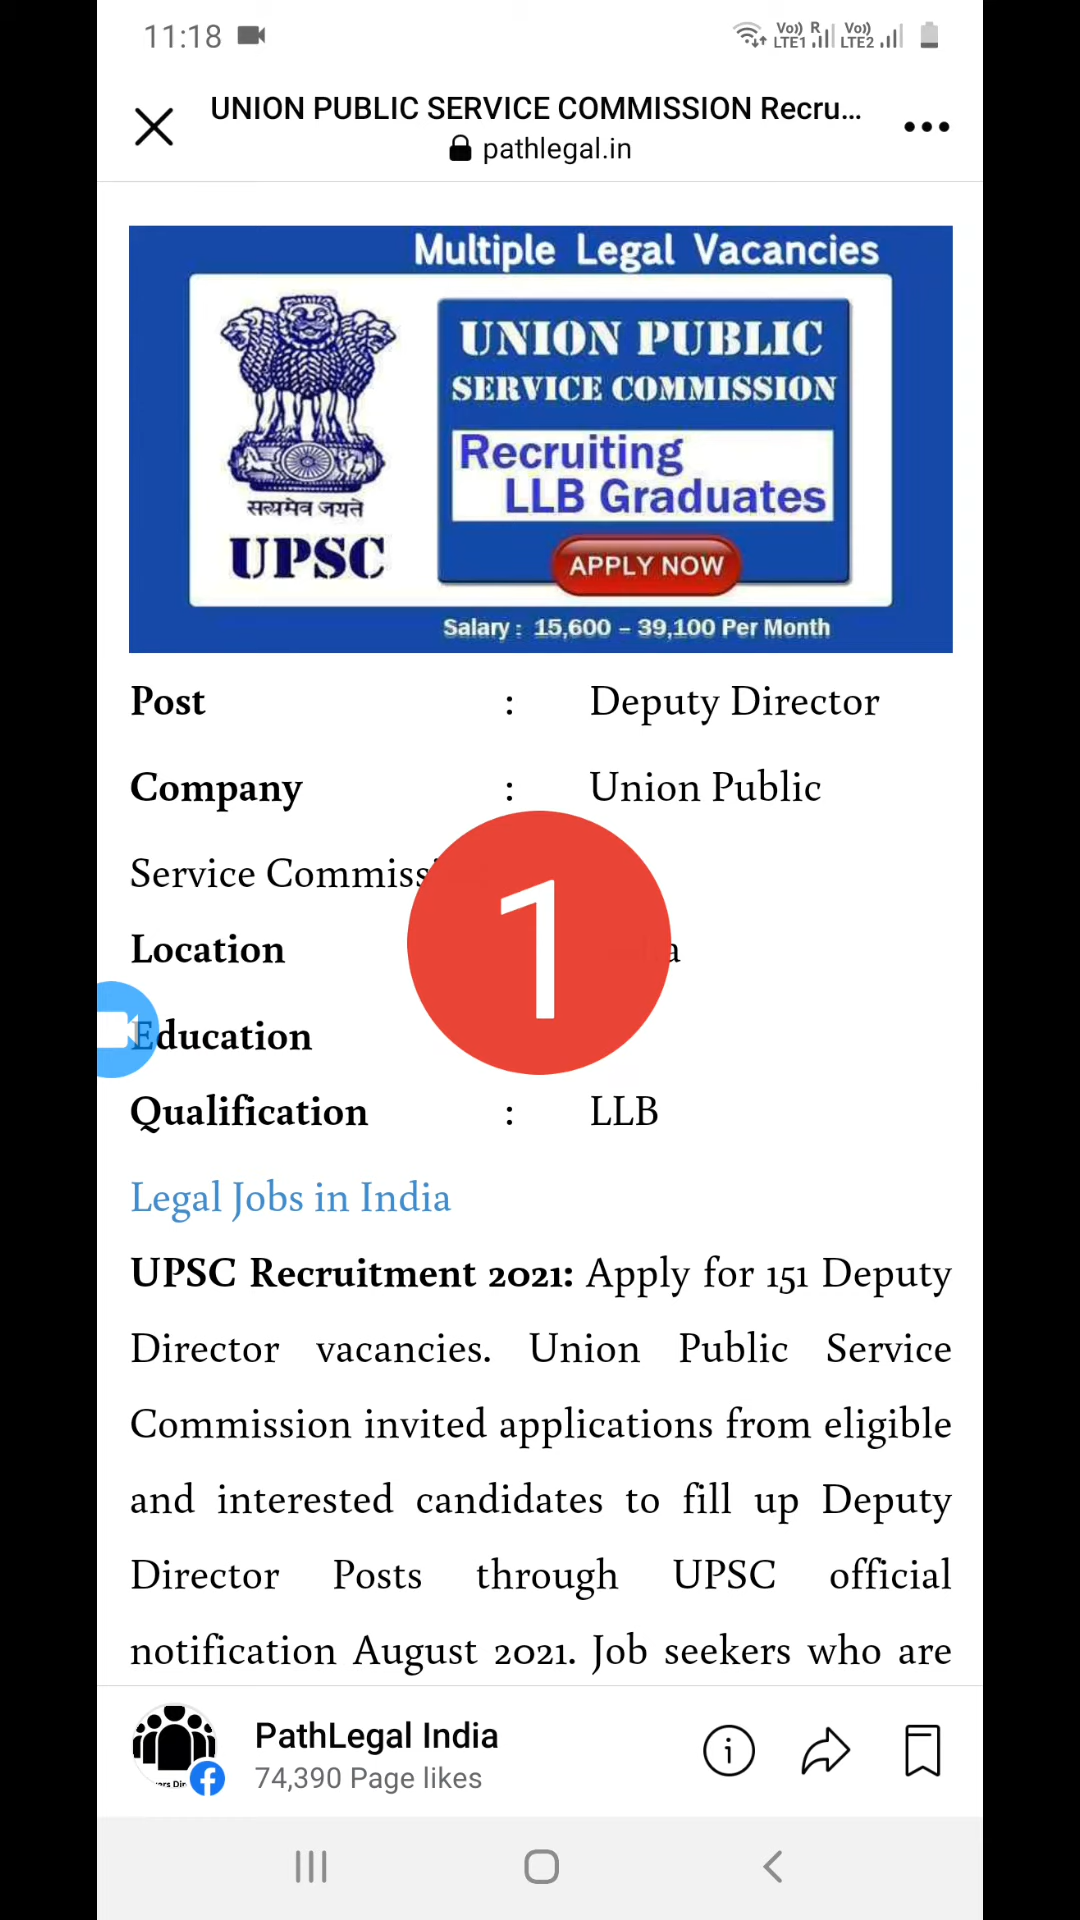 11:18
Vo)) R
LTE1
Vo))
LTE2
UNION PUBLIC SERVICE COMMISSION Recru...
pathlegal.in
Multiple Legal Vacancies
UNION PUBLIC
SERVICE COMMISSION
Recruiting
LLB Graduates
सत्यमेव जयते
UPSC
APPLY NOW
Salary : 15,600 – 39,100 Per Month
Post : Deputy Director
Company : Union Public
Service Commiss
1
Location
Education
Qualification : LLB
Legal Jobs in India
UPSC Recruitment 2021: Apply for 151 Deputy
Director vacancies. Union Public Service
Commission invited applications from eligible
and interested candidates to fill up Deputy
Director Posts through UPSC official
notification August 2021. Job seekers who are
PathLegal India
74,390 Page likes